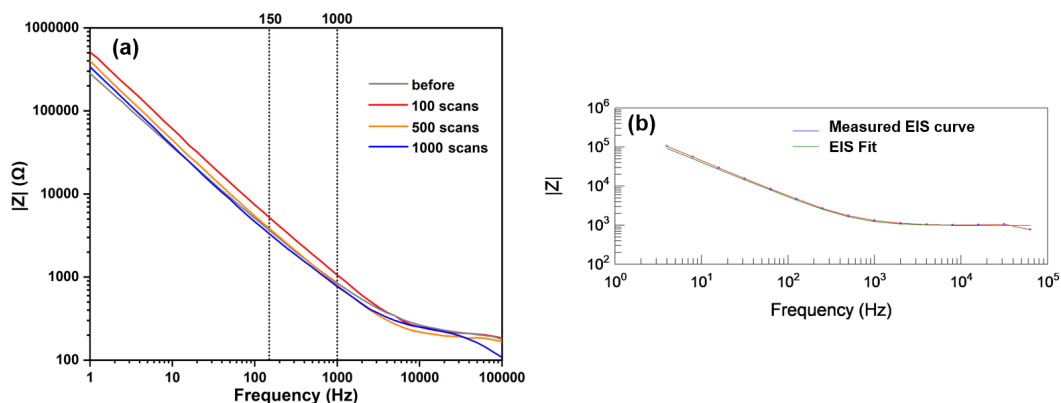 150 1000
1000000
100000
10000
1000
100
|Z| (Ω)
(a)
before
100 scans
500 scans
1000 scans
1 10 100 1000 10000 100000
Frequency (Hz)
(b)
Measured EIS curve
EIS Fit
10⁶
10⁵
10⁴
10³
10²
|Z|
10⁰ 10¹ 10² 10³ 10⁴ 10⁵
Frequency (Hz)